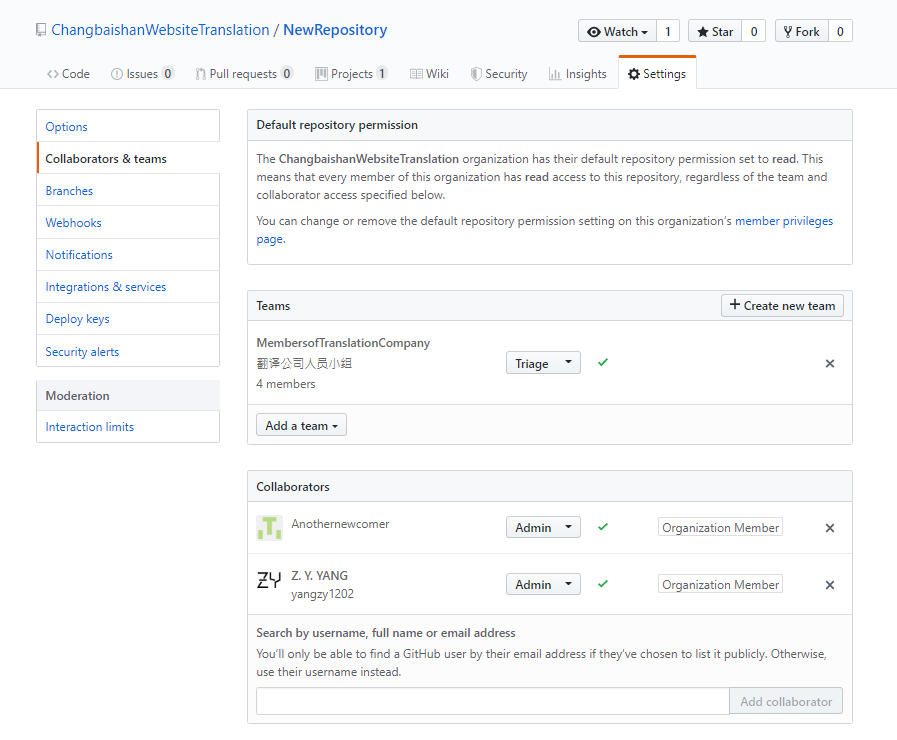 ChangbaishanWebsiteTranslation / NewRepository
Watch 1 Star 0 Fork 0
Code Issues 0 Pull requests 0 Projects 1 Wiki Security Insights Settings
Options
Collaborators & teams
Branches
Webhooks
Notifications
Integrations & services
Deploy keys
Security alerts
Moderation
Interaction limits
Default repository permission
The ChangbaishanWebsiteTranslation organization has their default repository permission set to read. This
means that every member of this organization has read access to this repository, regardless of the team and
collaborator access specified below.
You can change or remove the default repository permission setting on this organization's member privileges
page.
Teams
Create new team
MembersofTranslationCompany
翻译公司人员小组
4 members
Triage
Add a team
Collaborators
Anothernewcomer
Admin
Organization Member
ZY
Z. Y. YANG
yangzy1202
Admin
Organization Member
Search by username, full name or email address
You'll only be able to find a GitHub user by their email address if they've chosen to list it publicly. Otherwise,
use their username instead.
Add collaborator